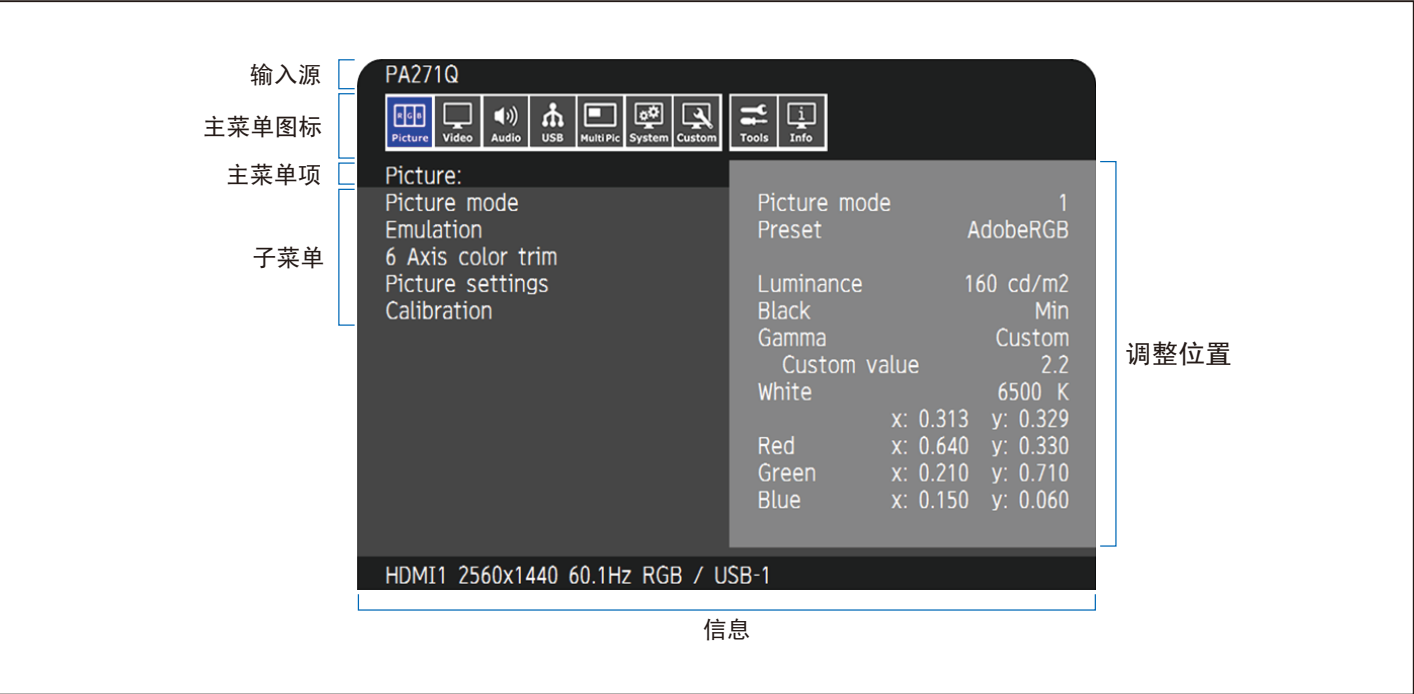 输入源
PA271Q
主菜单图标
RGB
Picture
Video
Audio
USB
Multi Pic
System
Custom
Tools
Info
主菜单项
Picture:
子菜单
Picture mode
Emulation
6 Axis color trim
Picture settings
Calibration
Picture mode 1
Preset AdobeRGB
Luminance 160 cd/m2
Black Min
Gamma Custom
Custom value 2.2
White 6500 K
x: 0.313 y: 0.329
Red x: 0.640 y: 0.330
Green x: 0.210 y: 0.710
Blue x: 0.150 y: 0.060
调整位置
HDMI1 2560x1440 60.1Hz RGB / USB-1
信息